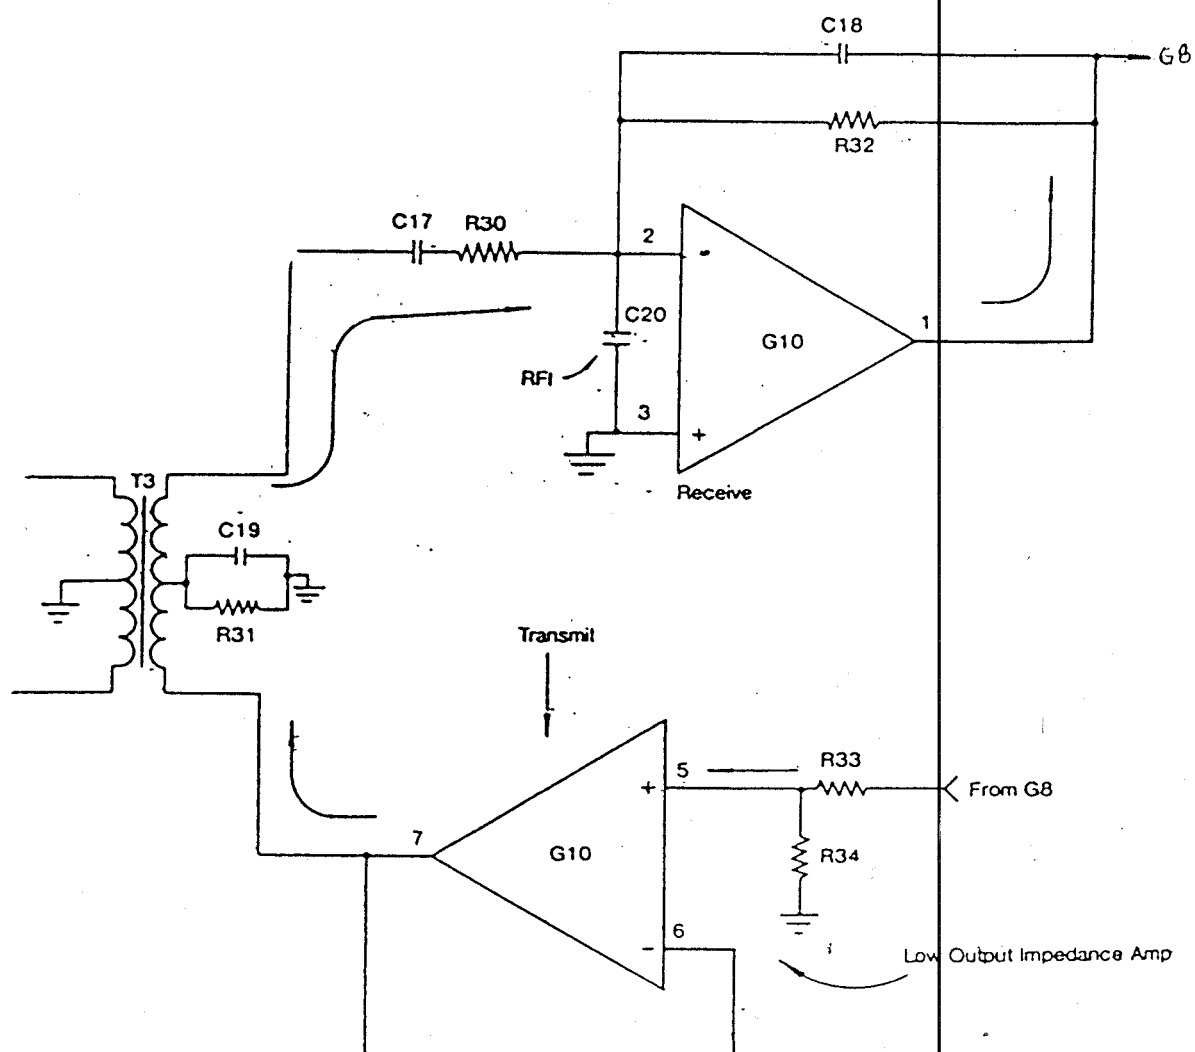 C18
G8
R32
C17 R30
2
-
C20
G10
1
RFI
3
+
Receive
T3
C19
R31
Transmit
5
R33
+
From G8
7
G10
R34
6
-
Low Output Impedance Amp